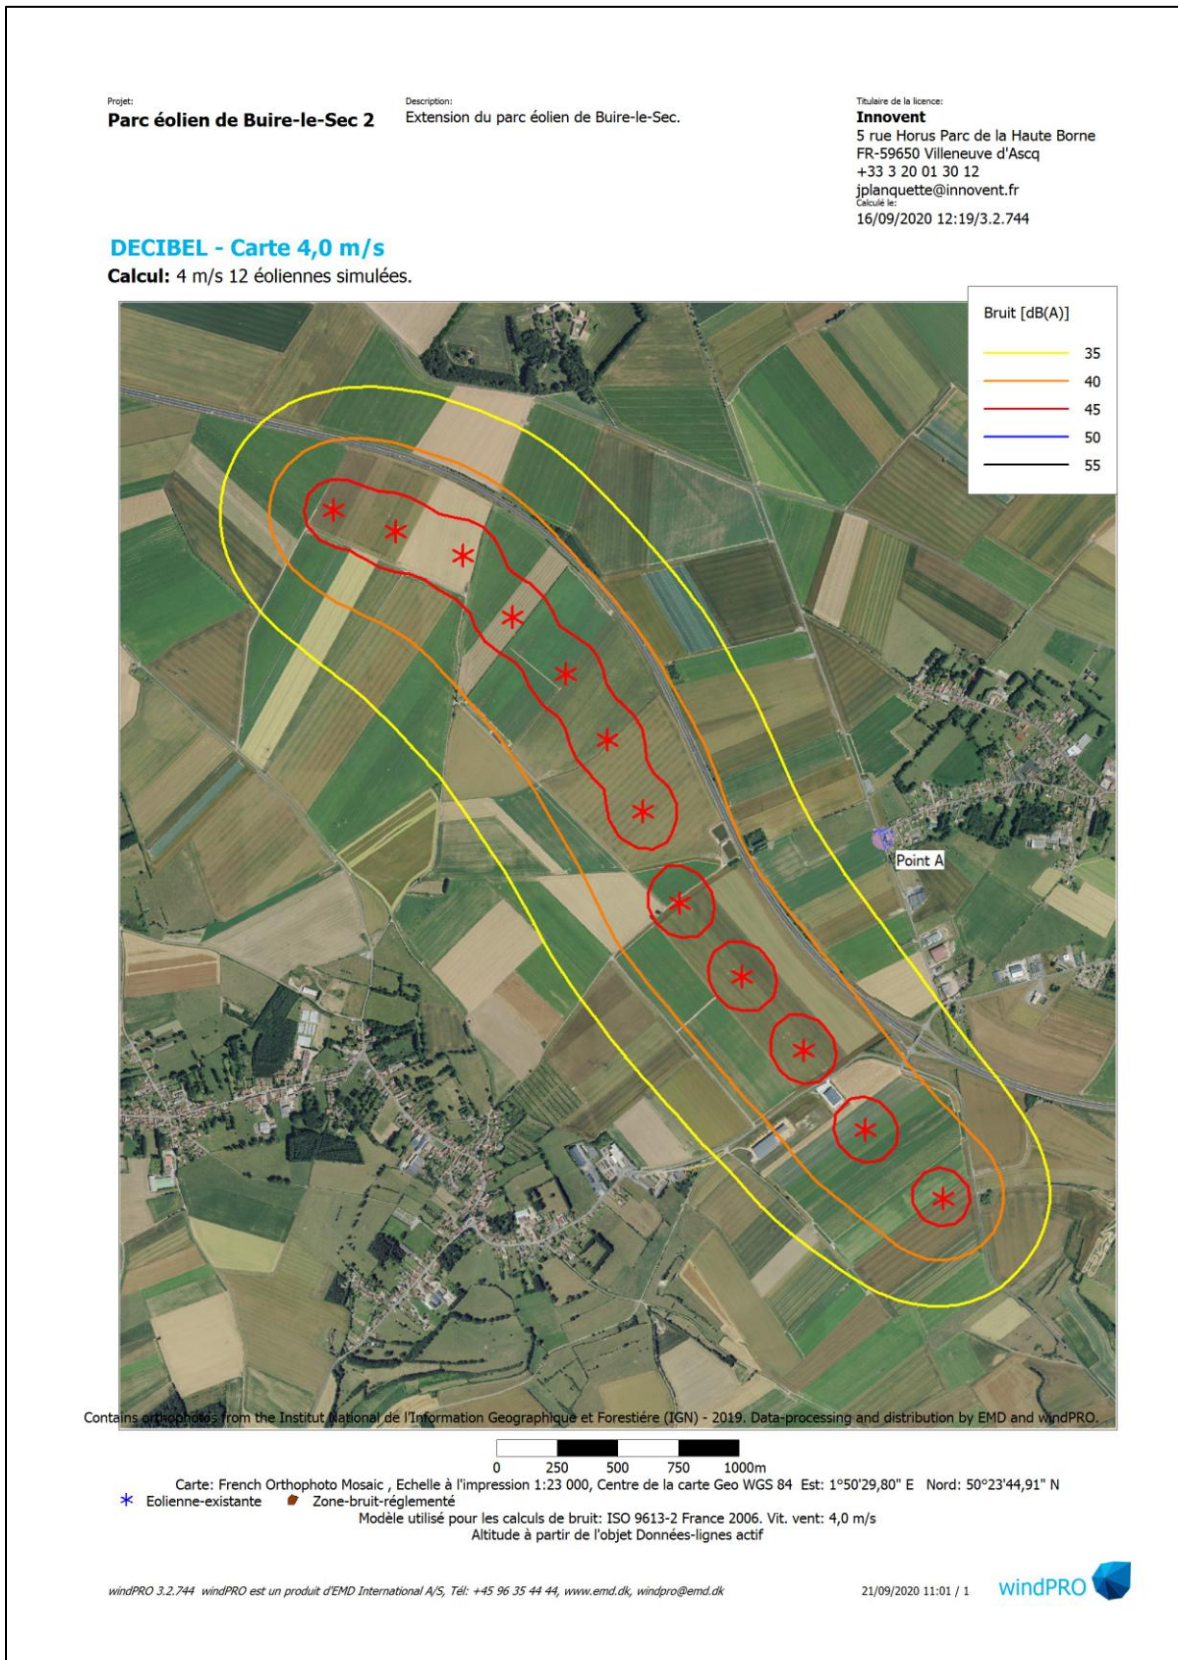 Projet:
Parc éolien de Buire-le-Sec 2
Description:
Extension du parc éolien de Buire-le-Sec.
Titulaire de la licence:
Innovent
5 rue Horus Parc de la Haute Borne
FR-59650 Villeneuve d'Ascq
+33 3 20 01 30 12
jplanquette@innovent.fr
Calculé le:
16/09/2020 12:19/3.2.744
DECIBEL - Carte 4,0 m/s
Calcul: 4 m/s 12 éoliennes simulées.
Bruit [dB(A)]
35
40
45
50
55
Point A
Contains orthophotos from the Institut National de l'Information Geographique et Forestiére (IGN) - 2019. Data-processing and distribution by EMD and windPRO.
0 250 500 750 1000m
Carte: French Orthophoto Mosaic , Echelle à l'impression 1:23 000, Centre de la carte Geo WGS 84 Est: 1°50'29,80" E Nord: 50°23'44,91" N
Eolienne-existante Zone-bruit-réglementé
Modèle utilisé pour les calculs de bruit: ISO 9613-2 France 2006. Vit. vent: 4,0 m/s
Altitude à partir de l'objet Données-lignes actif
windPRO 3.2.744 windPRO est un produit d'EMD International A/S, Tél: +45 96 35 44 44, www.emd.dk, windpro@emd.dk
21/09/2020 11:01 / 1
windPRO